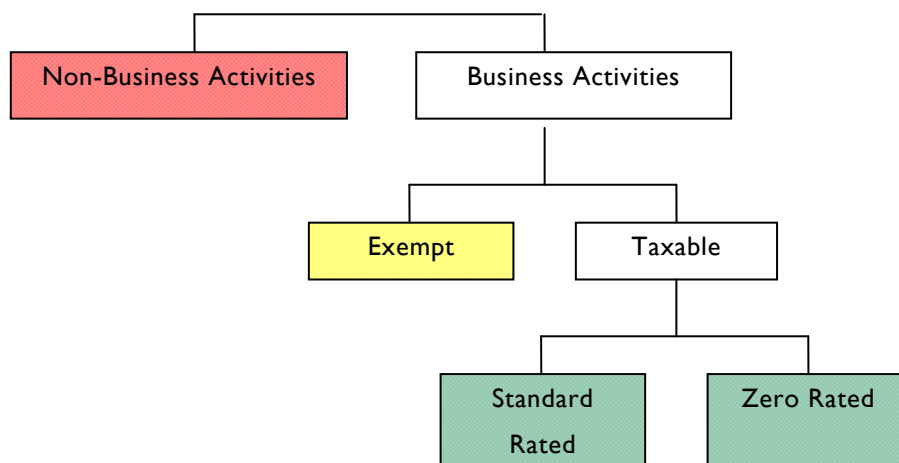 Non-Business Activities
Business Activities
Exempt
Taxable
Standard
Rated
Zero Rated